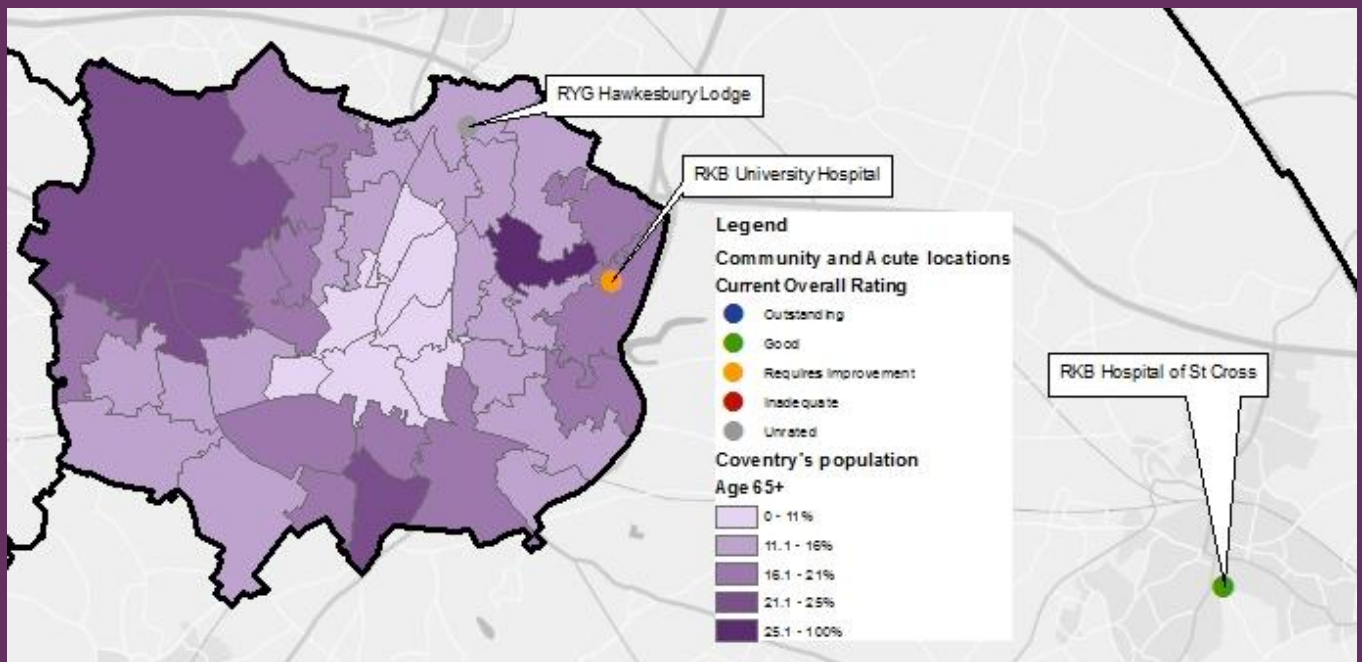 RYG Hawkesbury Lodge
RKB University Hospital
Legend
Community and Acute locations
Current Overall Rating
Outstanding
Good
Requires Improvement
Inadequate
Unrated
Coventry's population
Age 65+
0 - 11%
11.1 - 16%
16.1 - 21%
21.1 - 25%
25.1 - 100%
RKB Hospital of St Cross